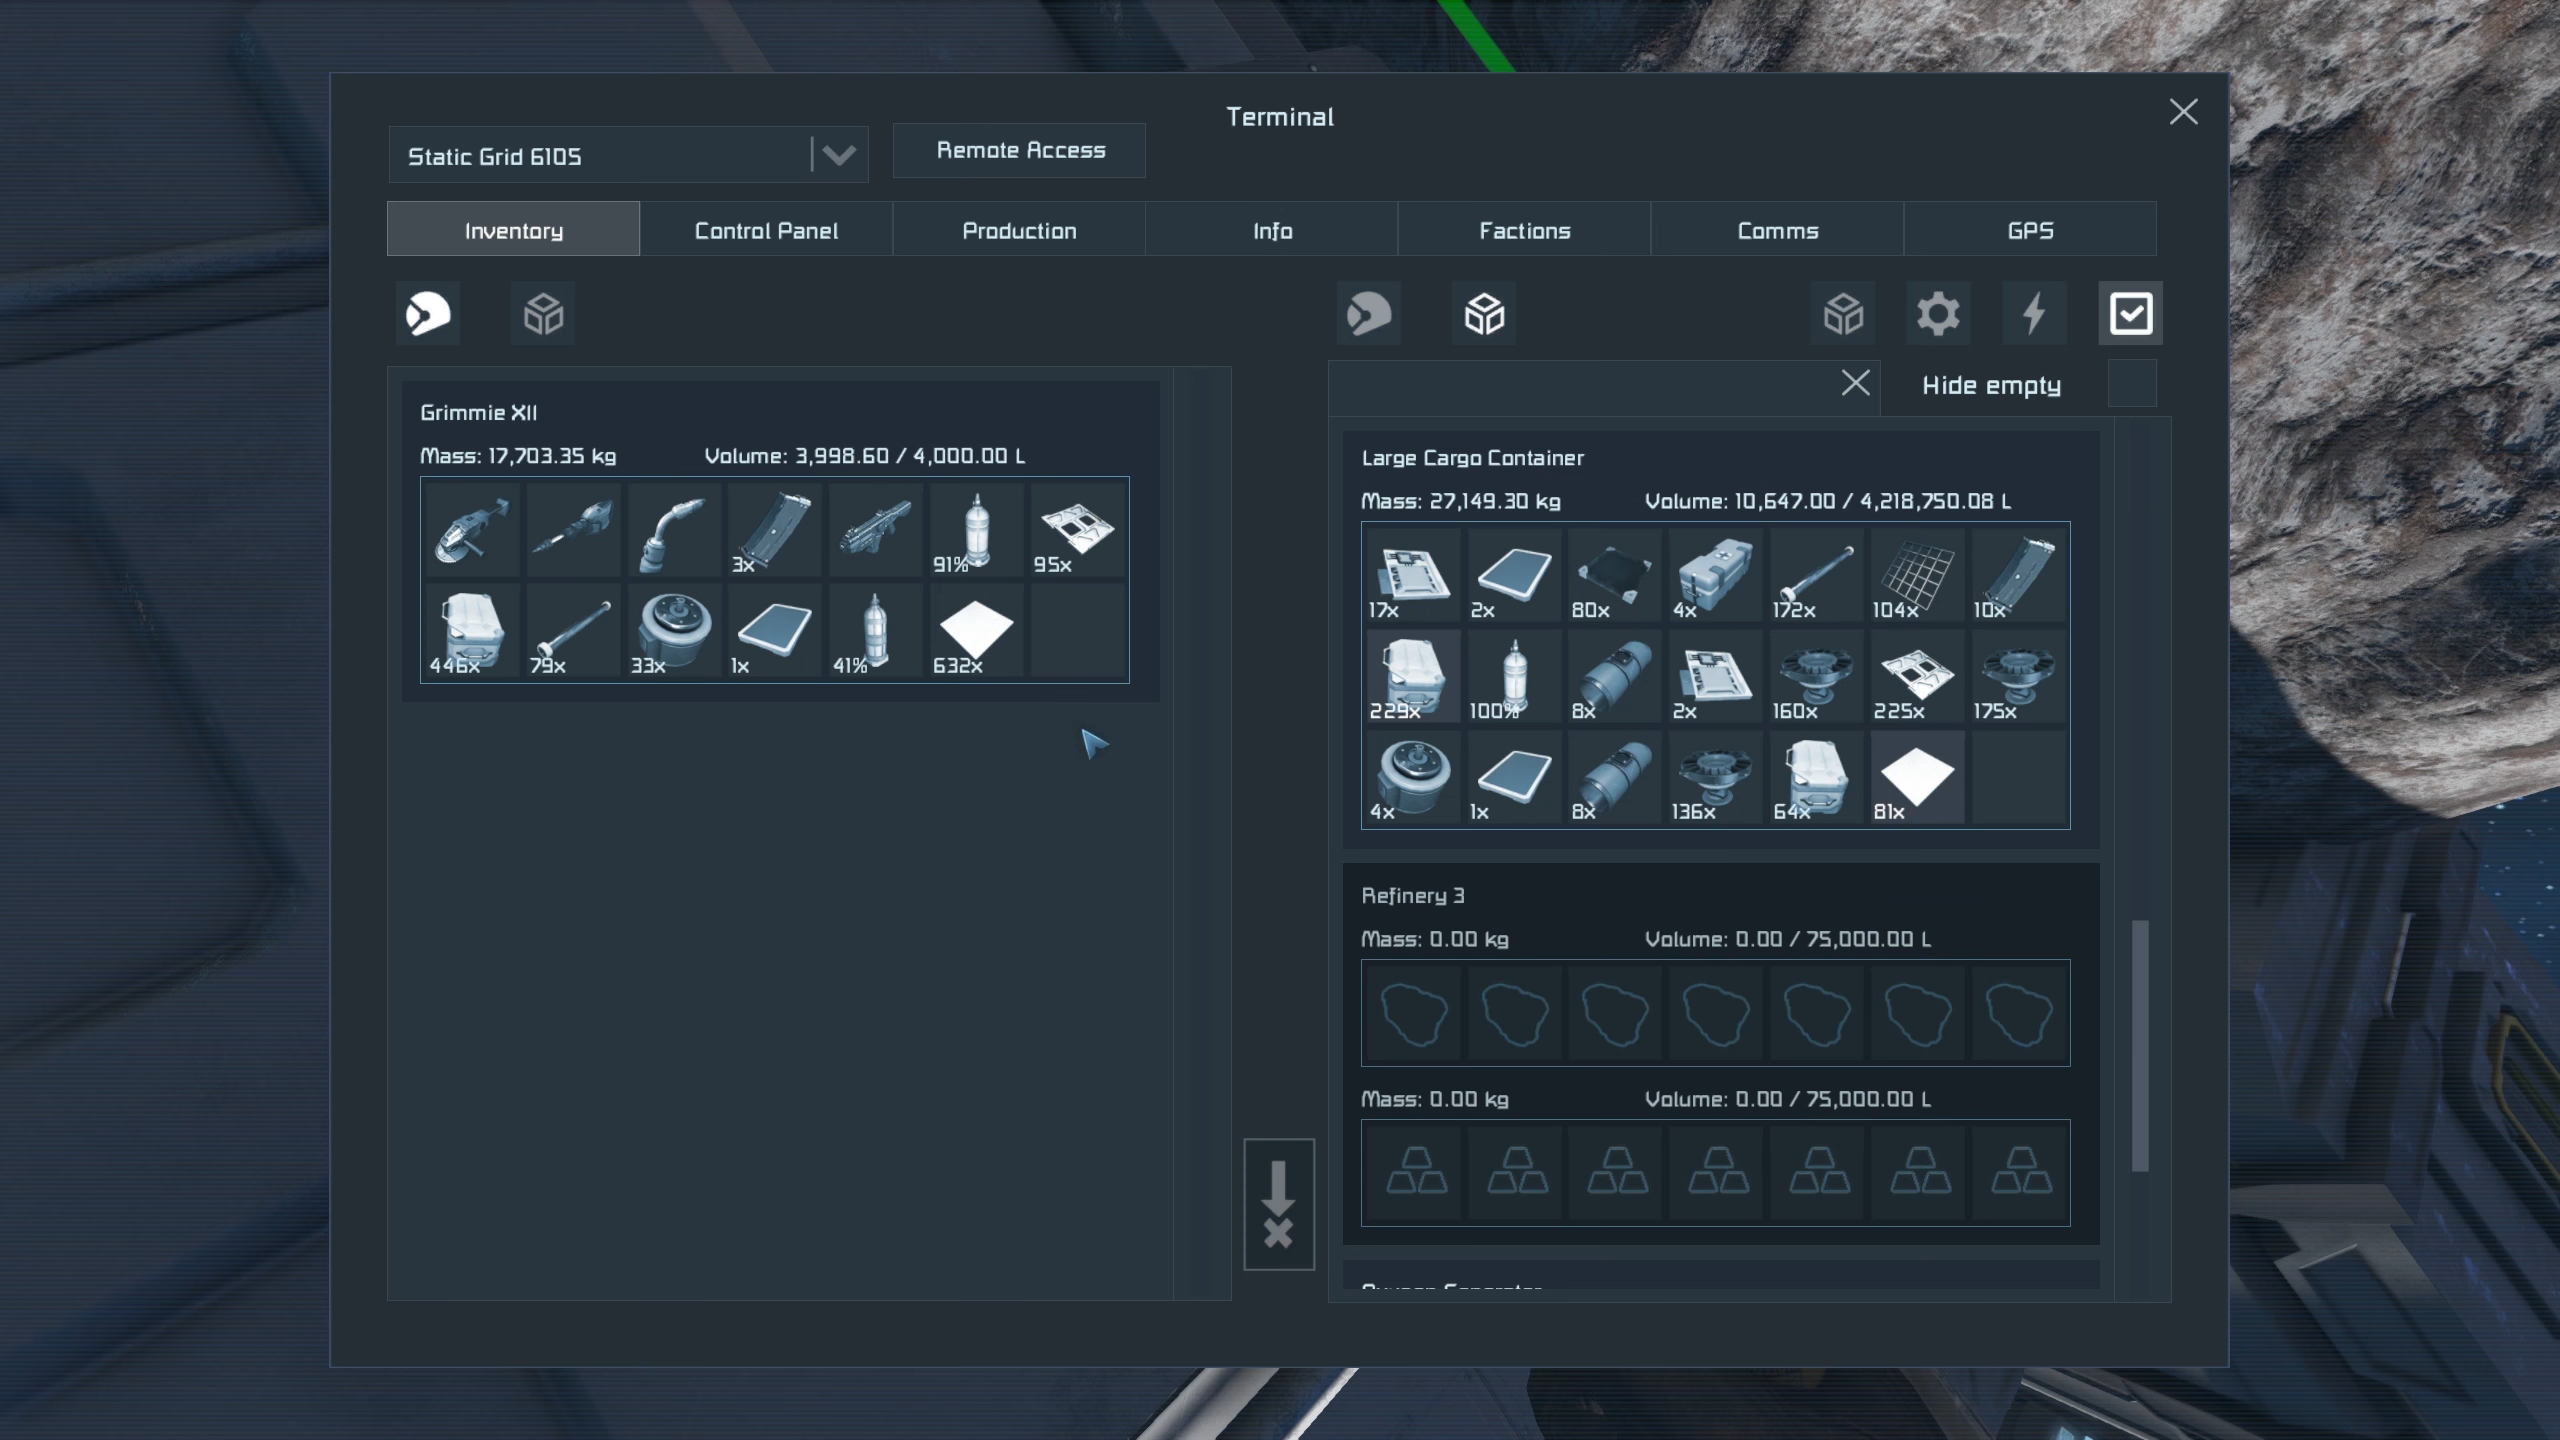 Terminal
Static Grid 6105
Remote Access
Inventory
Control Panel
Production
Info
Factions
Comms
GPS
Grimmie XII
Mass: 17,703.35 kg
Volume: 3,998.60 / 4,000.00 L
3x
91%
95x
446x
79x
33x
1x
41%
632x
Hide empty
Large Cargo Container
Mass: 27,149.30 kg
Volume: 10,647.00 / 4,218,750.08 L
17x
2x
80x
4x
172x
104x
10x
229x
100%
8x
2x
160x
225x
175x
4x
1x
8x
136x
64x
81x
Refinery 3
Mass: 0.00 kg
Volume: 0.00 / 75,000.00 L
Mass: 0.00 kg
Volume: 0.00 / 75,000.00 L